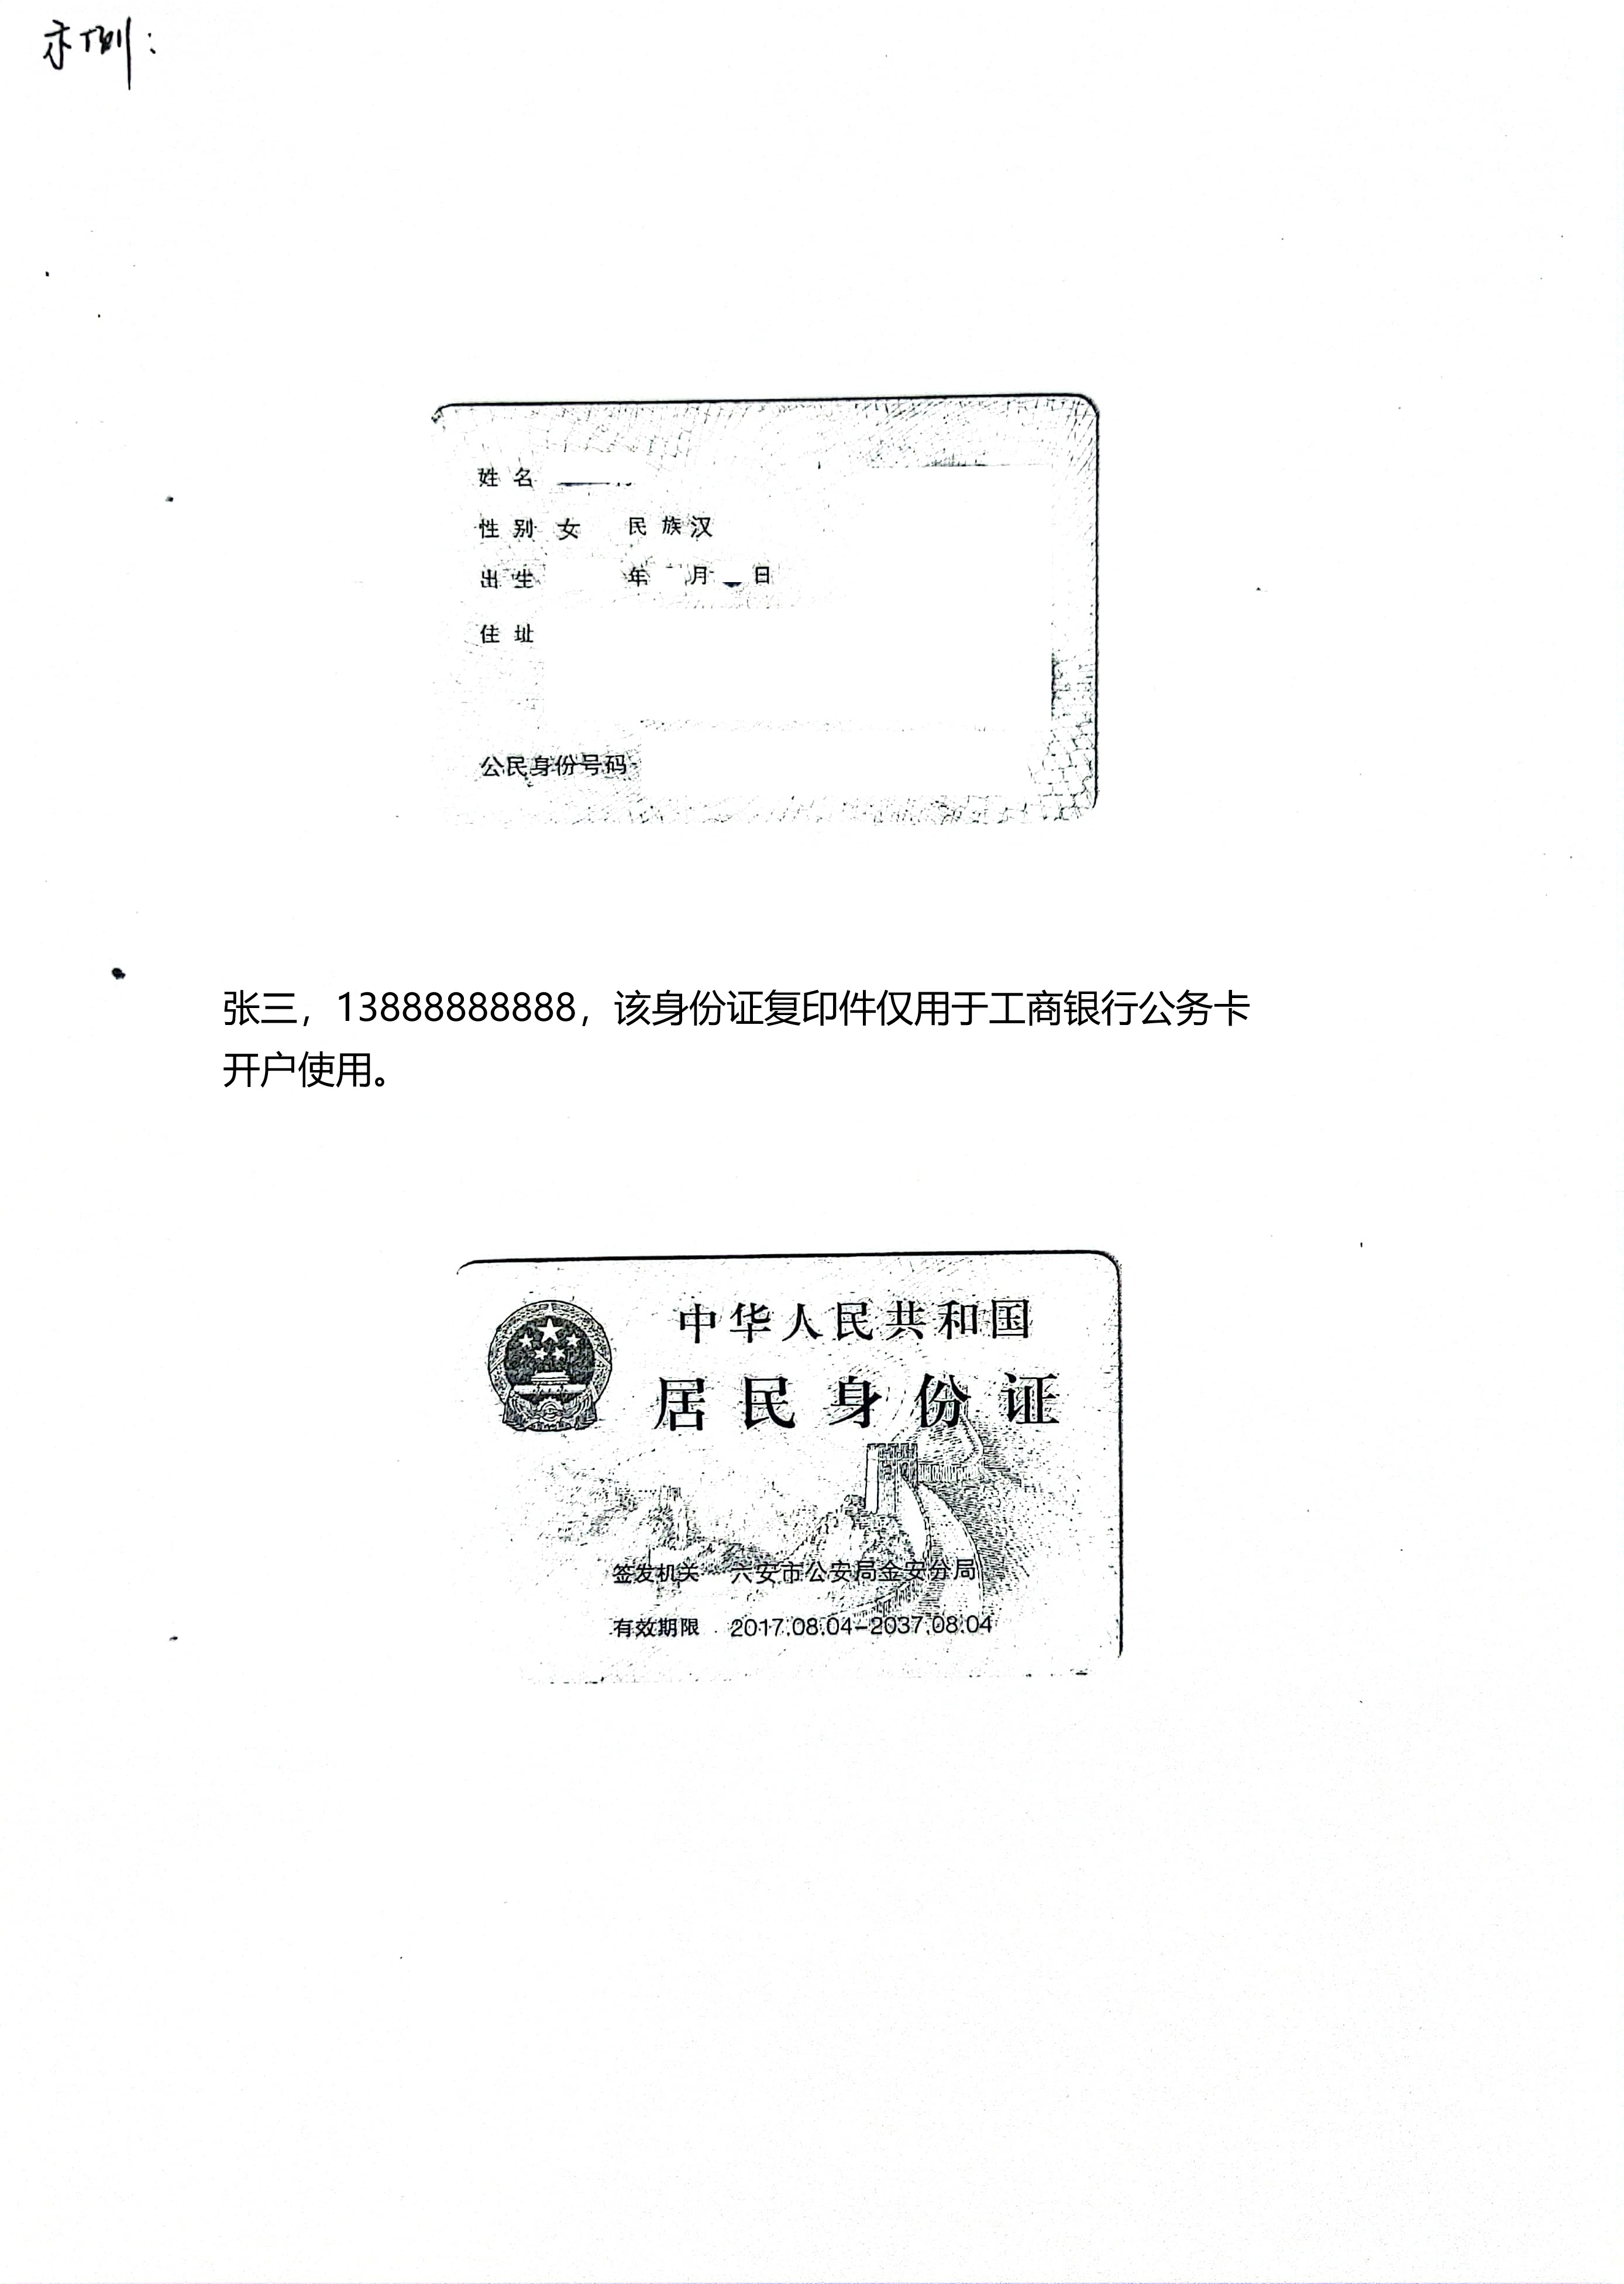 示例：
姓名
性别 女 民族 汉
出生 年 月 日
住址
公民身份号码
张三，13888888888，该身份证复印件仅用于工商银行公务卡
开户使用。
中华人民共和国
居民身份证
签发机关 六安市公安局金安分局
有效期限 2017.08.04-2037.08.04